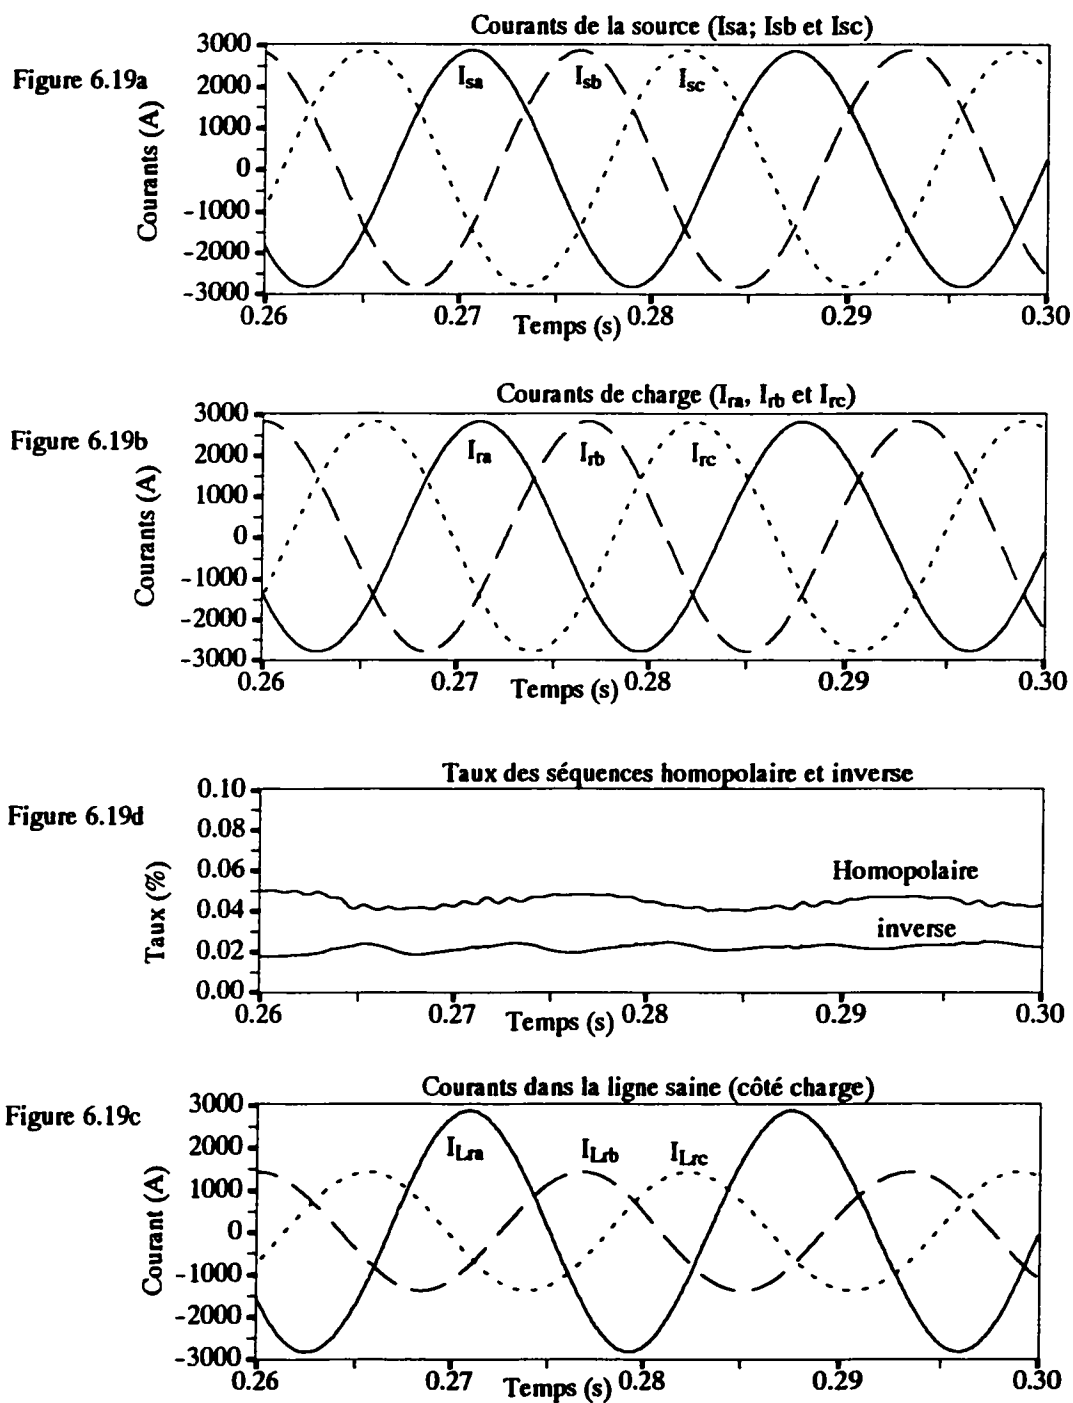 Courants de la source (Isa; Isb et Isc)
Figure 6.19a
Courants (A)
3000
2000
1000
0
-1000
-2000
-3000
Isa
Isb
Isc
0.26
0.27
0.28
0.29
0.30
Temps (s)
Courants de charge (Ira, Irb et Irc)
Figure 6.19b
Courants (A)
3000
2000
1000
0
-1000
-2000
-3000
Ira
Irb
Irc
0.26
0.27
0.28
0.29
0.30
Temps (s)
Taux des séquences homopolaire et inverse
Figure 6.19d
Taux (%)
0.10
0.08
0.06
0.04
0.02
0.00
Homopolaire
inverse
0.26
0.27
0.28
0.29
0.30
Temps (s)
Courants dans la ligne saine (côté charge)
Figure 6.19c
Courant (A)
3000
2000
1000
0
-1000
-2000
-3000
ILra
ILrb
ILrc
0.26
0.27
0.28
0.29
0.30
Temps (s)